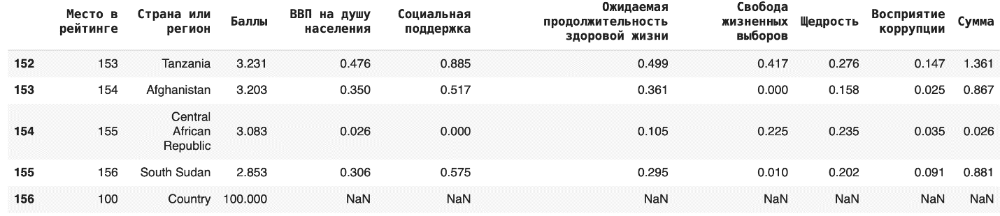 Место в рейтинге Страна или регион Баллы ВВП на душу населения Социальная поддержка Ожидаемая продолжительность здоровой жизни Свобода жизненных выборов Щедрость Восприятие коррупции Сумма
152 153 Tanzania 3.231 0.476 0.885 0.499 0.417 0.276 0.147 1.361
153 154 Afghanistan 3.203 0.350 0.517 0.361 0.000 0.158 0.025 0.867
154 155 Central African Republic 3.083 0.026 0.000 0.105 0.225 0.235 0.035 0.026
155 156 South Sudan 2.853 0.306 0.575 0.295 0.010 0.202 0.091 0.881
156 100 Country 100.000 NaN NaN NaN NaN NaN NaN NaN